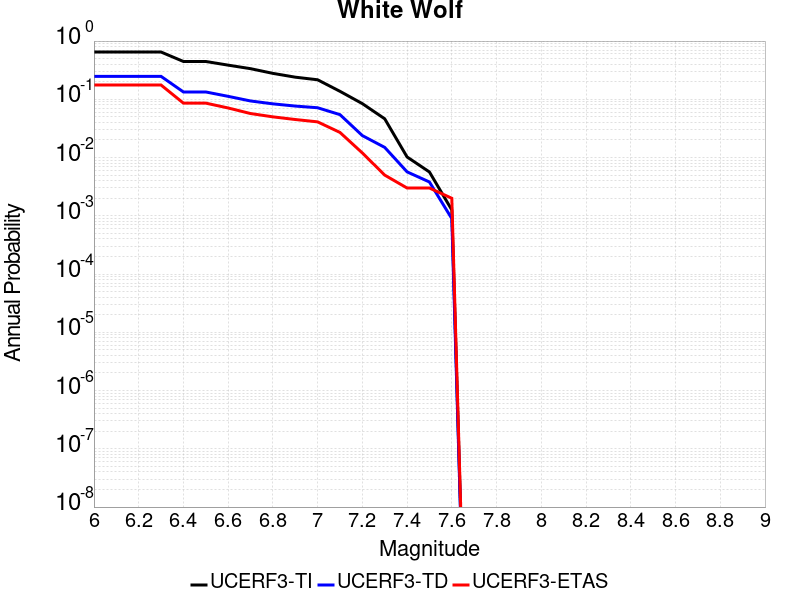 White Wolf
Annual Probability
10^0
10^-1
10^-2
10^-3
10^-4
10^-5
10^-6
10^-7
10^-8
6 6.2 6.4 6.6 6.8 7 7.2 7.4 7.6 7.8 8 8.2 8.4 8.6 8.8 9
Magnitude
UCERF3-TI UCERF3-TD UCERF3-ETAS